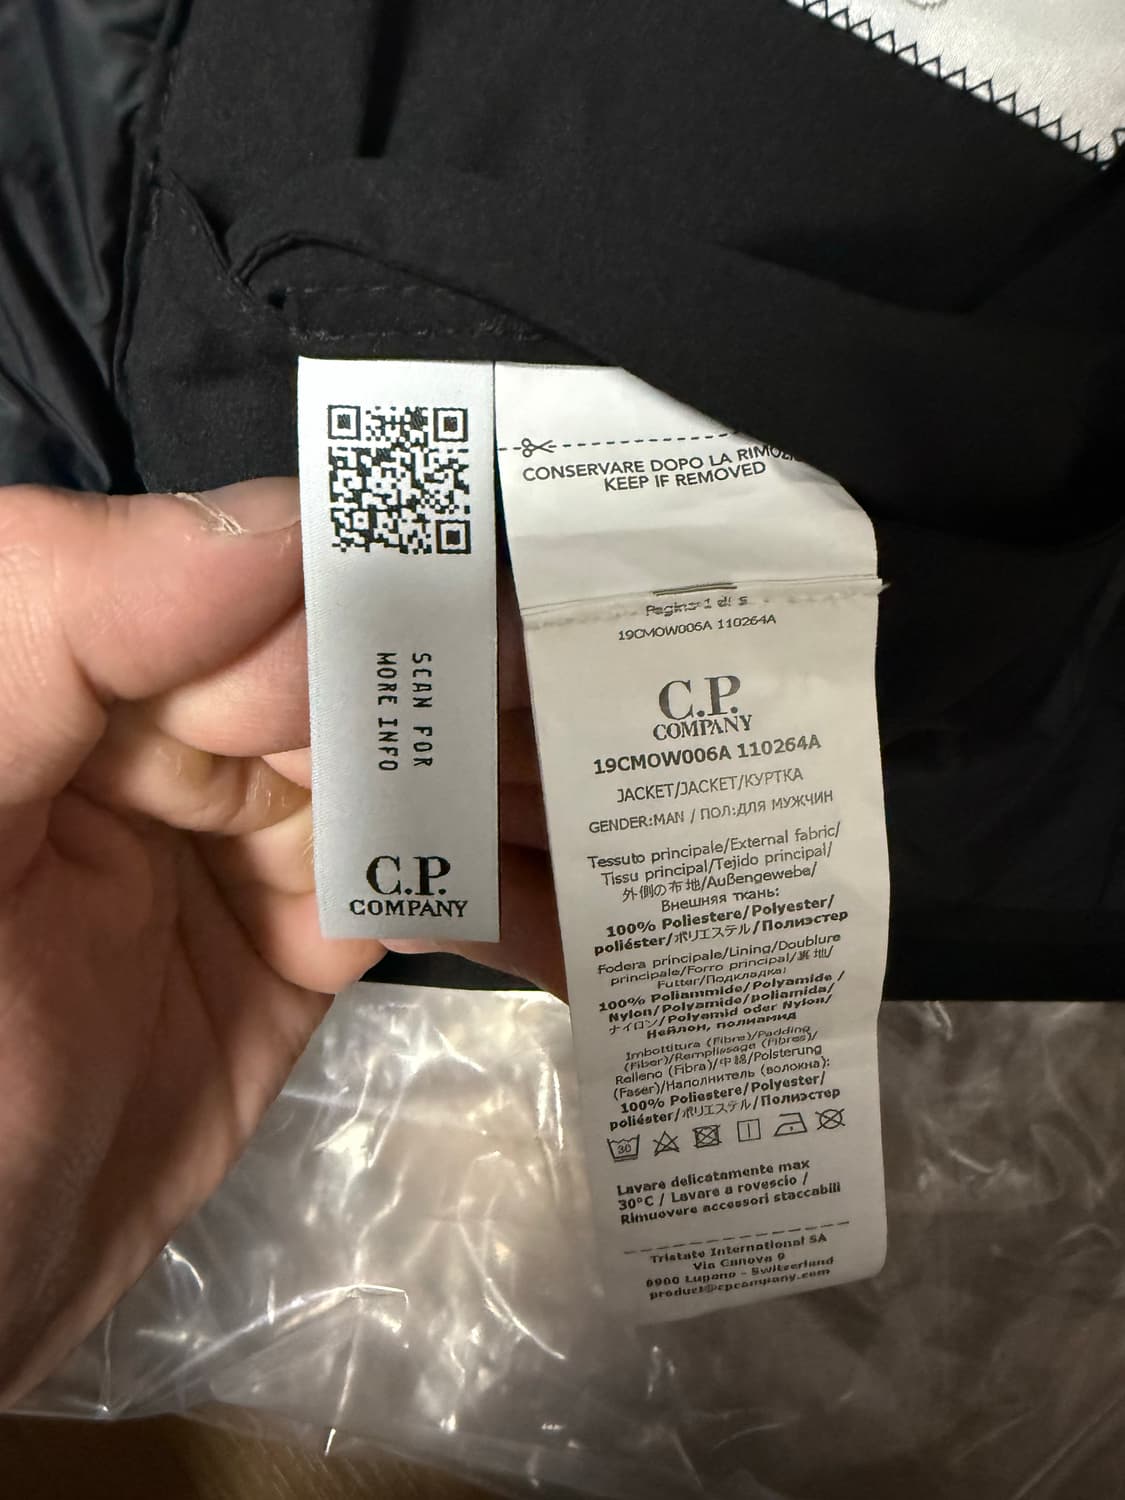 SCAN FOR
MORE INFO
C.P.
COMPANY
CONSERVARE DOPO LA
KEEP IF REMOVED
Pagina 1 di
19CMOW006A 110264A
C.P.
COMPANY
19CMOW006A 110264A
JACKET/JACKET/КУРТКА
GENDER:MAN / ПОЛ:ДЛЯ МУЖЧИН
Tessuto principale/External fabric/
Tissu principal/Tejido principal/
外側の布地/Außengewebe/
Внешняя ткань:
100% Poliestere/Polyester/
poliéster/ポリエステル/Полиэстер
Fodera principale/Lining/Doublure
principale/Forro principal/裏地/
Futter/Подкладка:
100% Poliammide/Polyamide /
Nylon/Polyamide/poliamida/
ナイロン/Polyamid oder Nylon/
Нейлон, полиамид
Imbottitura (Fibre)/Padding
(Fiber)/Remplissage (Fibres)/
Relleno (Fibra)/中綿/Polsterung
(Faser)/Наполнитель (волокна):
100% Poliestere/Polyester/
poliéster/ポリエステル/Полиэстер
30
Lavare delicatamente max
30°C / Lavare a rovescio /
Rimuovere accessori staccabili
Tristate International SA
Via Canova 9
6900 Lugano - Switzerland
product@cpcompany.com